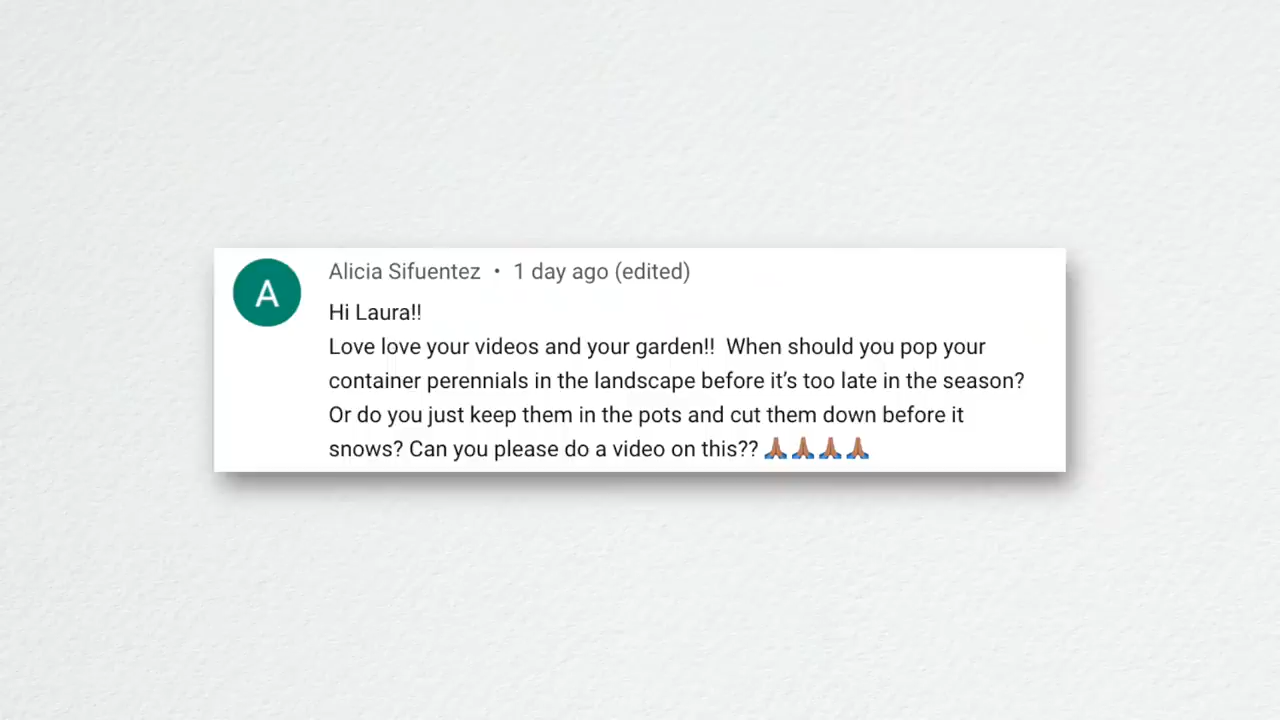 A
Alicia Sifuentez • 1 day ago (edited)
Hi Laura!!
Love love your videos and your garden!!  When should you pop your
container perennials in the landscape before it’s too late in the season?
Or do you just keep them in the pots and cut them down before it
snows? Can you please do a video on this?? 🙏🏽🙏🏽🙏🏽🙏🏽